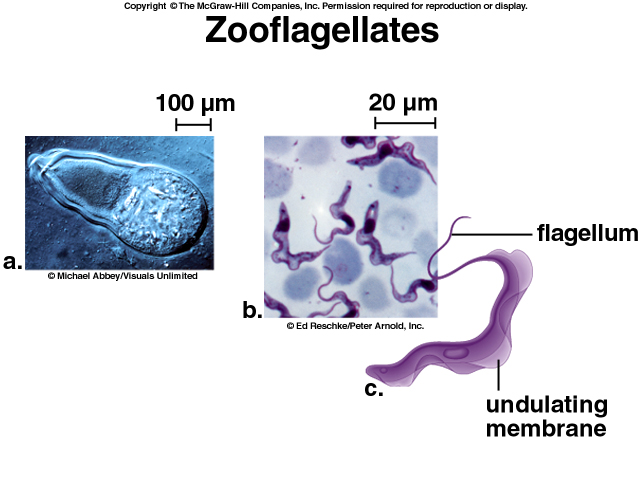 Copyright © The McGraw-Hill Companies, Inc. Permission required for reproduction or display.
Zooflagellates
100 µm
20 µm
flagellum
a.
© Michael Abbey/Visuals Unlimited
b.
© Ed Reschke/Peter Arnold, Inc.
c.
undulating
membrane